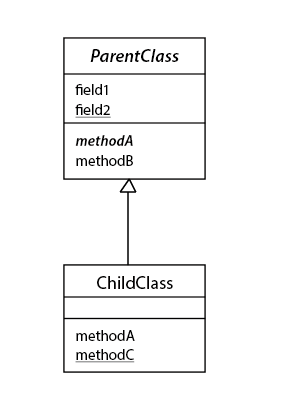 ParentClass
field1
field2
methodA
methodB
ChildClass
methodA
methodC